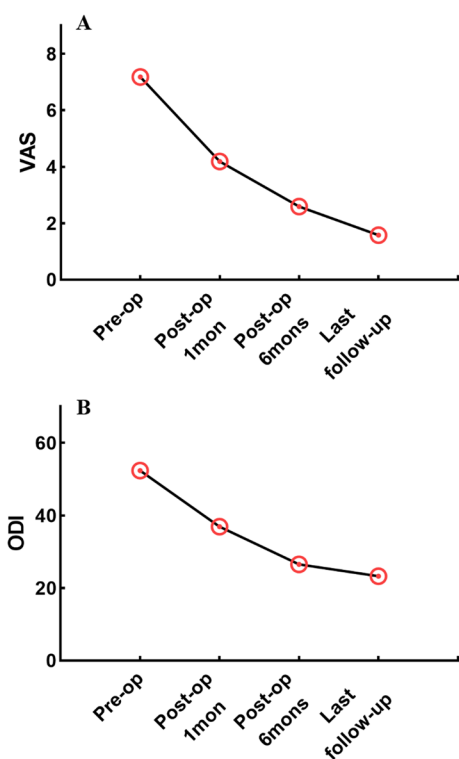 A
8
6
4
2
0
VAS
Pre-op
Post-op
1mon
Post-op
6mons
Last
follow-up
B
60
40
20
0
ODI
Pre-op
Post-op
1mon
Post-op
6mons
Last
follow-up